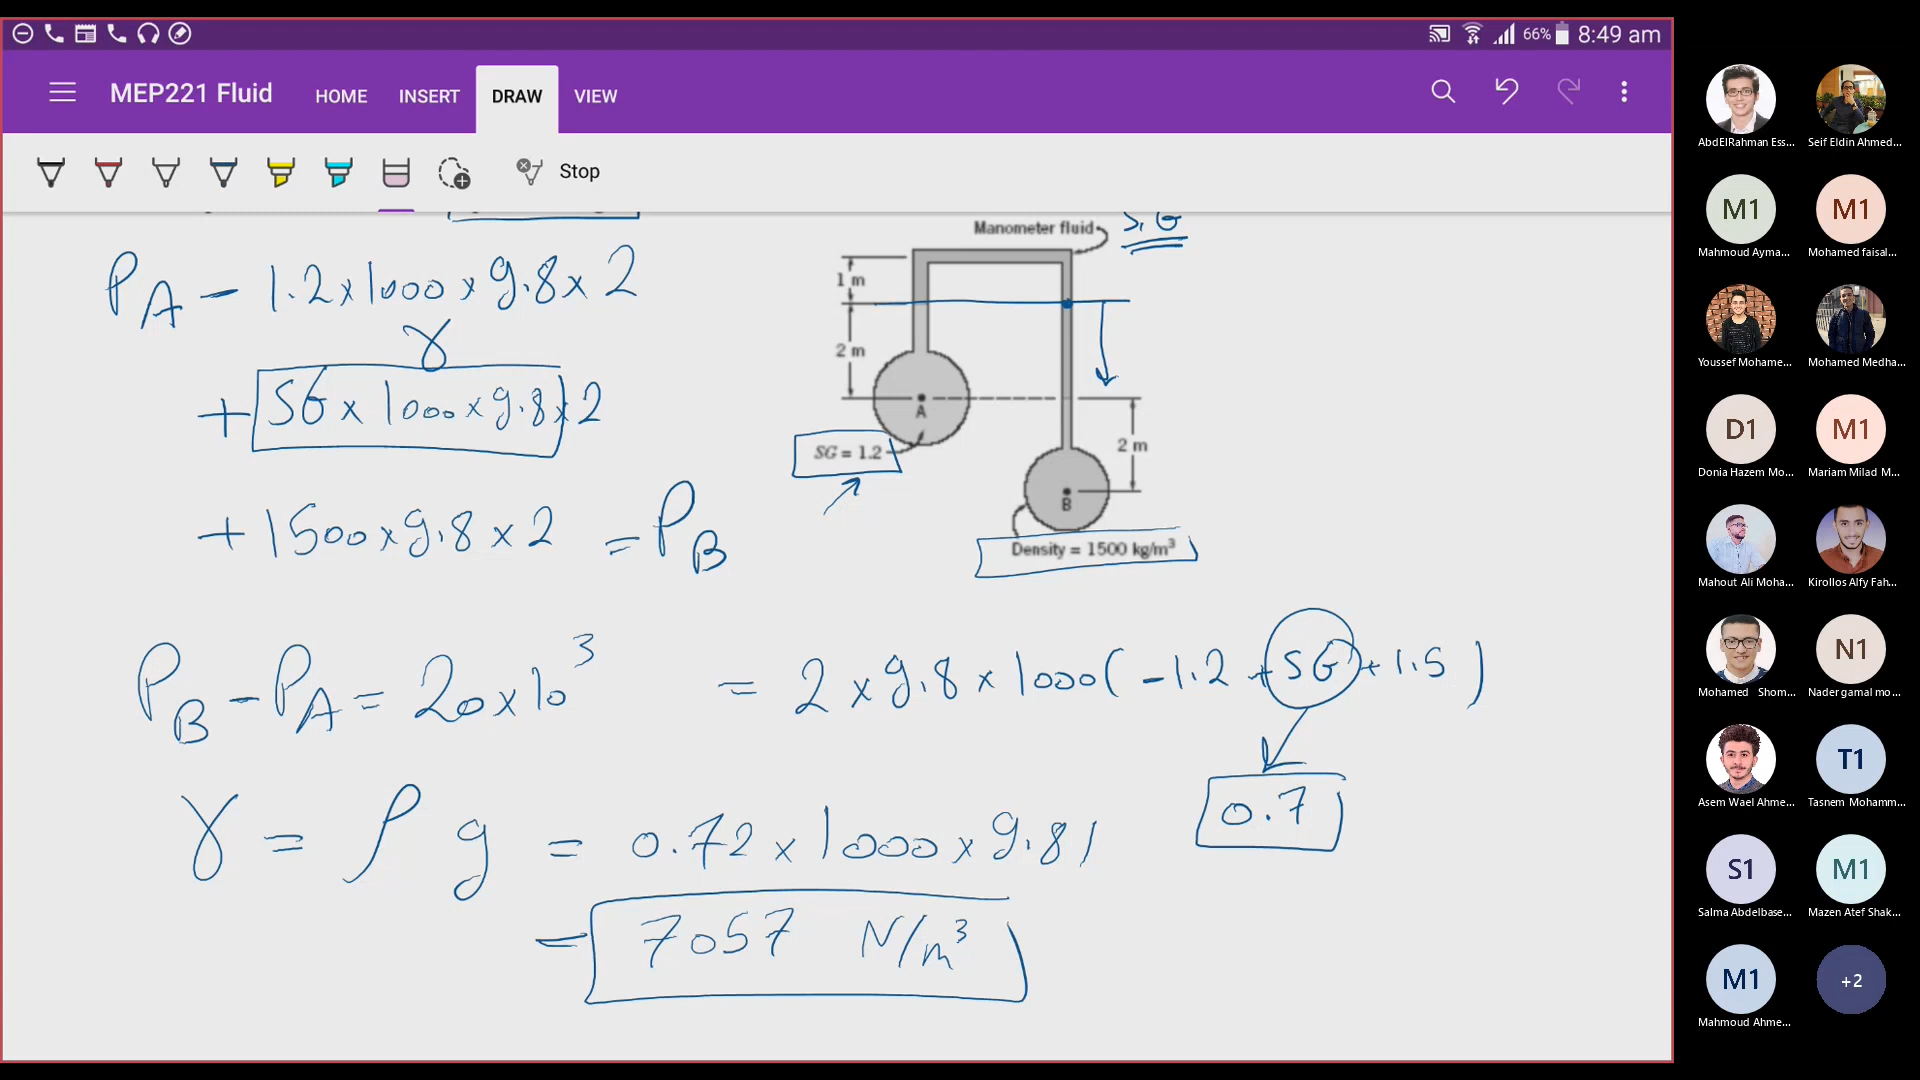 66% 8:49 am
MEP221 Fluid HOME INSERT DRAW VIEW
Stop
P_A - 1.2 x 1000 x 9.8 x 2
γ
+ SG x 1000 x 9.8 x 2
+ 1500 x 9.8 x 2 = P_B
Manometer fluid
S.G
1 m
2 m
A
SG = 1.2
2 m
B
Density = 1500 kg/m³
P_B - P_A = 20 x 10³ = 2 x 9.8 x 1000 ( -1.2 + SG + 1.5 )
0.7
γ = ρ g = 0.72 x 1000 x 9.81
= 7057 N/m³
AbdElRahman Ess...
Seif Eldin Ahmed...
M1
Mahmoud Ayma...
M1
Mohamed faisal...
Youssef Mohame...
Mohamed Medha...
D1
Donia Hazem Mo...
M1
Mariam Milad M...
Mahout Ali Moha...
Kirollos Alfy Fah...
Mohamed Shom...
N1
Nader gamal mo...
Asem Wael Ahme...
T1
Tasnem Mohamm...
S1
Salma Abdelbase...
M1
Mazen Atef Shak...
M1
Mahmoud Ahme...
+2